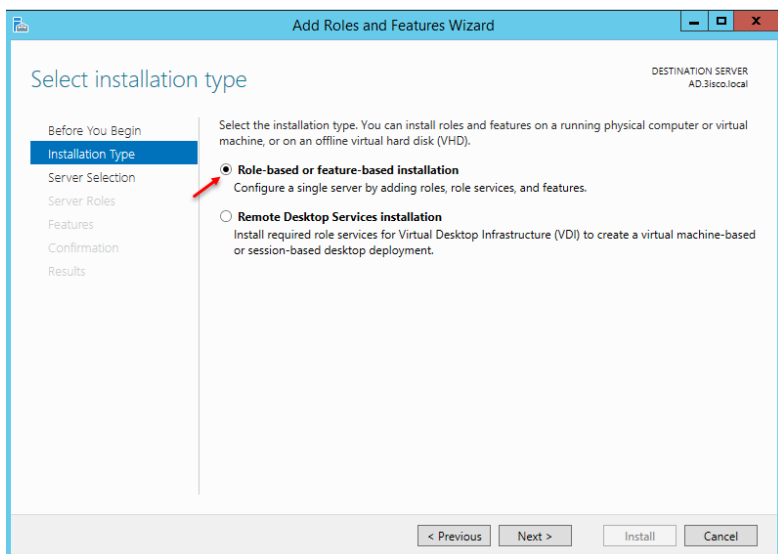 Add Roles and Features Wizard
Select installation type
DESTINATION SERVER
AD.3isco.local
Before You Begin
Installation Type
Server Selection
Server Roles
Features
Confirmation
Results
Select the installation type. You can install roles and features on a running physical computer or virtual
machine, or on an offline virtual hard disk (VHD).
Role-based or feature-based installation
Configure a single server by adding roles, role services, and features.
Remote Desktop Services installation
Install required role services for Virtual Desktop Infrastructure (VDI) to create a virtual machine-based
or session-based desktop deployment.
< Previous
Next >
Install
Cancel